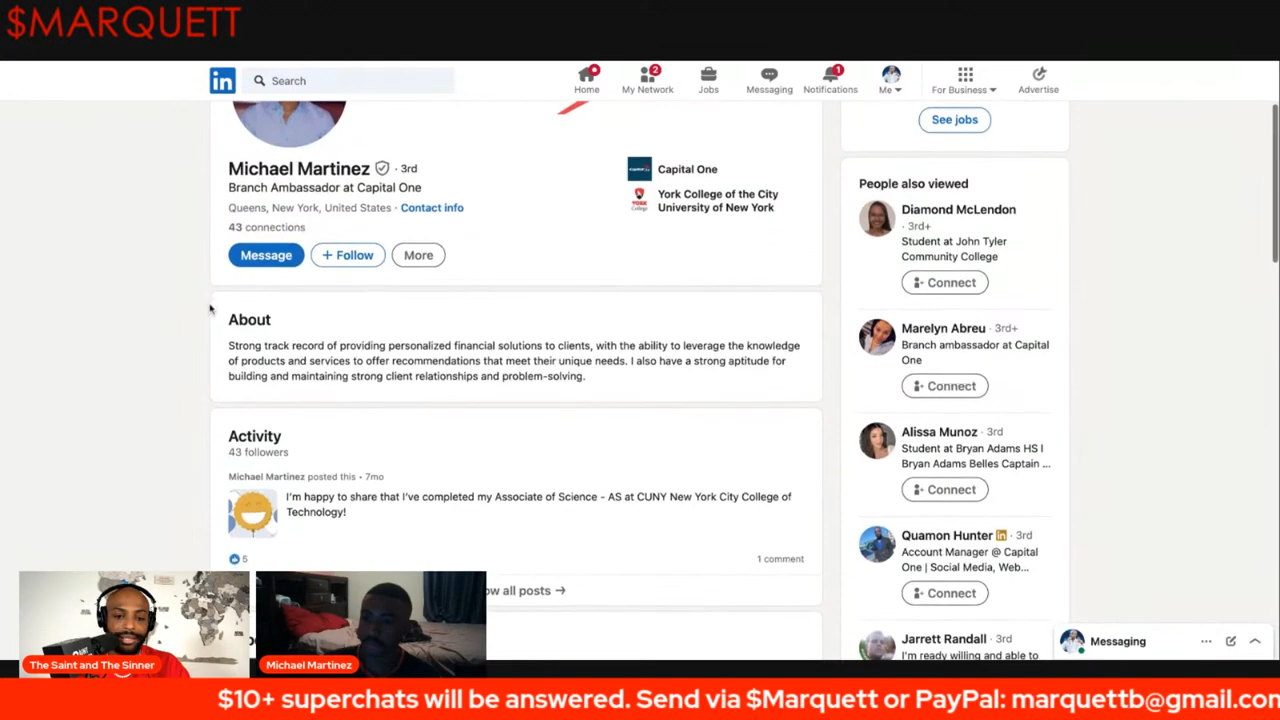 $MARQUETT
in
Search
Home
2
My Network
Jobs
Messaging
1
Notifications
Me
For Business
Advertise
See jobs
Michael Martinez · 3rd
Branch Ambassador at Capital One
Queens, New York, United States · Contact info
43 connections
Message
+ Follow
More
Capital One
York College of the City
University of New York
People also viewed
Diamond McLendon
· 3rd+
Student at John Tyler
Community College
Connect
Marelyn Abreu · 3rd+
Branch ambassador at Capital
One
Connect
Alissa Munoz · 3rd
Student at Bryan Adams HS |
Bryan Adams Belles Captain ...
Connect
Quamon Hunter in · 3rd
Account Manager @ Capital
One | Social Media, Web...
Connect
Jarrett Randall · 3rd
I'm ready willing and able to
About
Strong track record of providing personalized financial solutions to clients, with the ability to leverage the knowledge
of products and services to offer recommendations that meet their unique needs. I also have a strong aptitude for
building and maintaining strong client relationships and problem-solving.
Activity
43 followers
Michael Martinez posted this • 7mo
I'm happy to share that I've completed my Associate of Science - AS at CUNY New York City College of
Technology!
5
1 comment
all posts →
Messaging
The Saint and The Sinner
Michael Martinez
$10+ superchats will be answered. Send via $Marquett or PayPal: marquettb@gmail.com